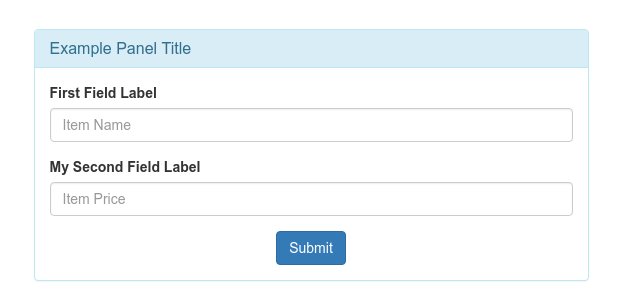 Example Panel Title
First Field Label
Item Name
My Second Field Label
Item Price
Submit